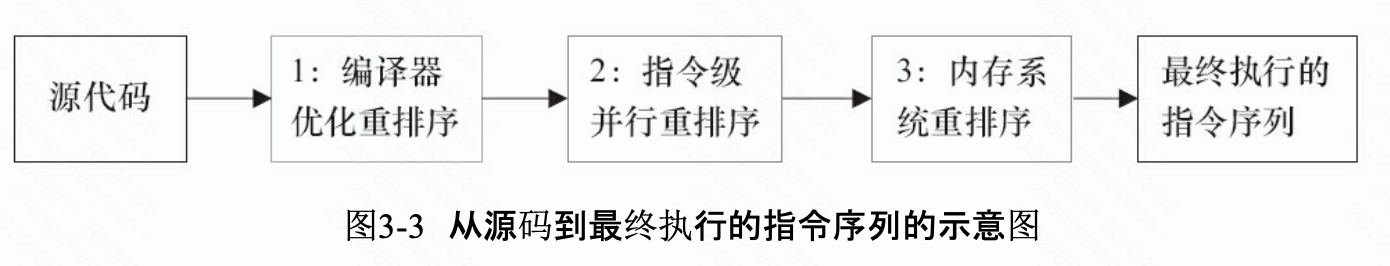 源代码
1：编译器
优化重排序
2：指令级
并行重排序
3：内存系
统重排序
最终执行的
指令序列
图3-3 从源码到最终执行的指令序列的示意图